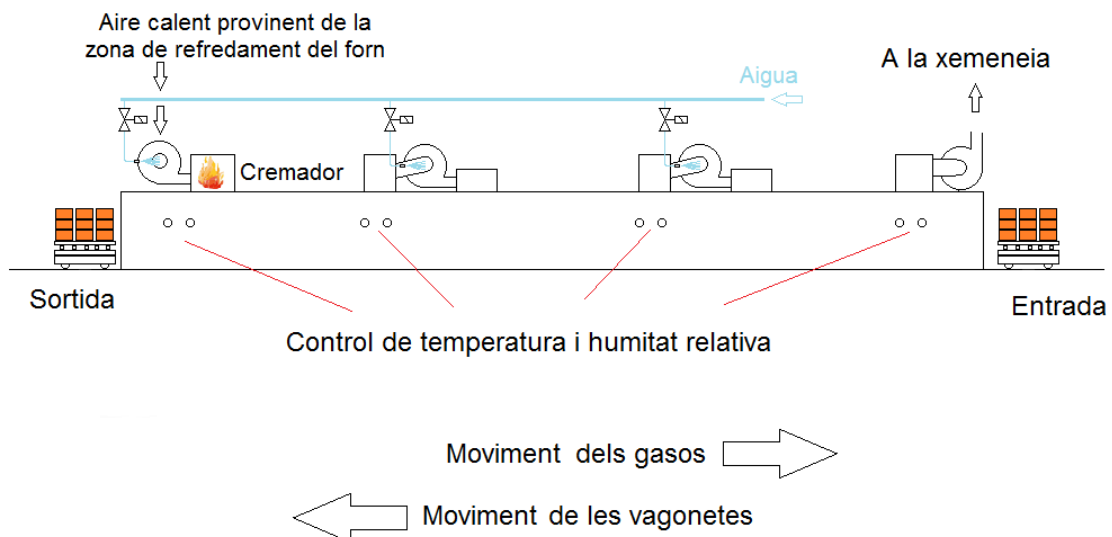 Aire calent provinent de la
zona de refredament del forn
A la xemeneia
Aigua
Cremador
Sortida
Entrada
Control de temperatura i humitat relativa
Moviment dels gasos
Moviment de les vagonetes